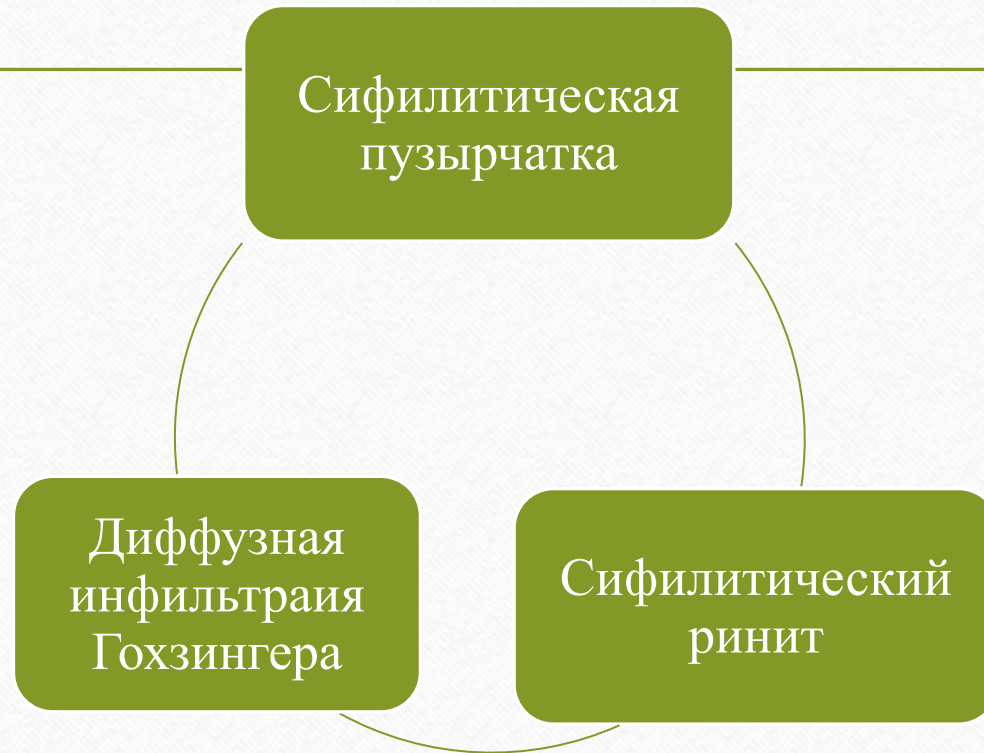 Сифилитическая
пузырчатка
Диффузная
инфильтраия
Гохзингера
Сифилитический
ринит